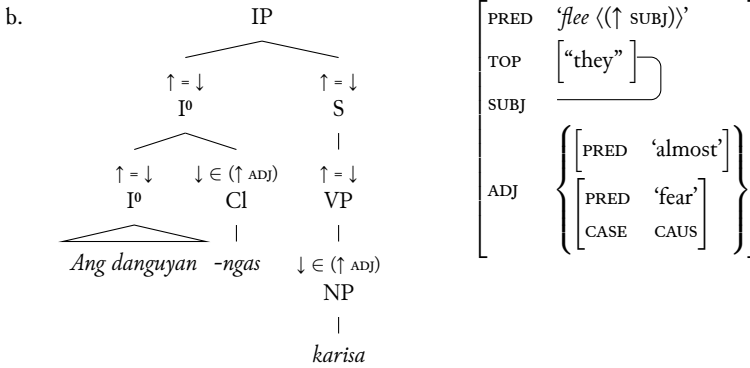 b.
IP
↑ = ↓ ↑ = ↓
I⁰ S
↑ = ↓ ↓ ∈ (↑ ADJ) ↑ = ↓
I⁰ Cl VP
Ang danguyan -ngas ↓ ∈ (↑ ADJ)
NP
karisa
PRED ‘flee ⟨(↑ SUBJ)⟩’
TOP [“they”]
SUBJ
ADJ { [PRED ‘almost’]
[PRED ‘fear’
CASE CAUS] }